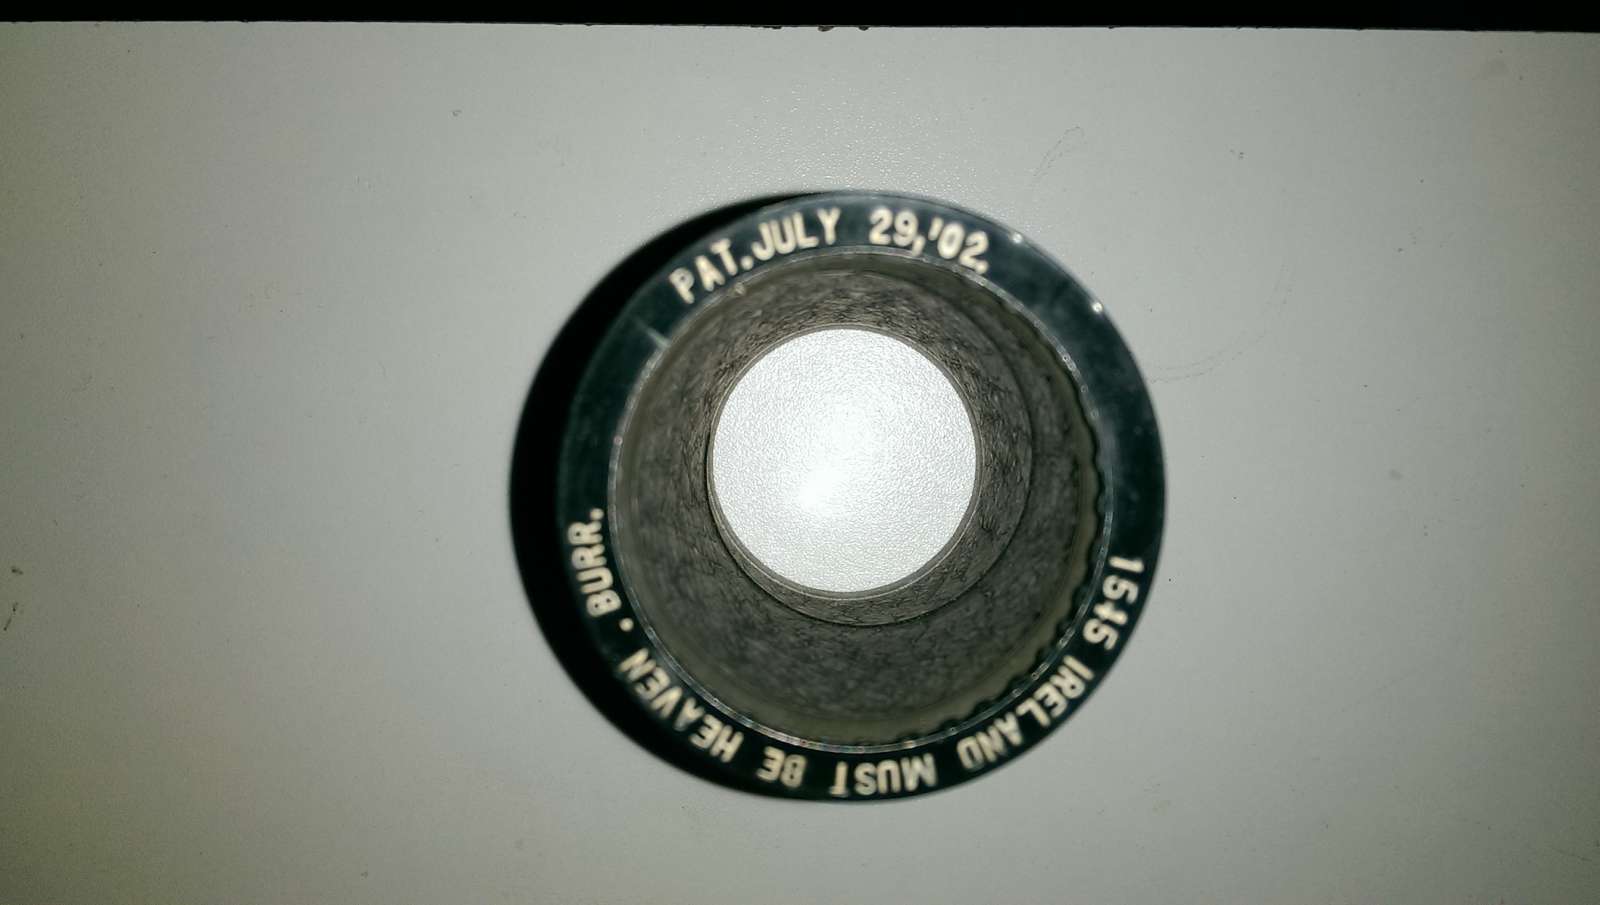 PAT. JULY 29, '02.
1545 IRELAND MUST BE HEAVEN . BURR.